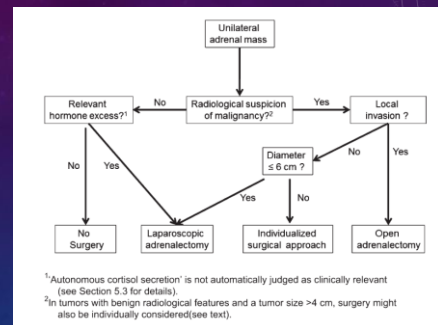 Unilateral
adrenal mass
Relevant
hormone excess?1
No
Radiological suspicion
of malignancy?2
Yes
Local
invasion ?
Diameter
≤ 6 cm ?
No
Yes
No
Yes
Yes
No
No
Surgery
Laparoscopic
adrenalectomy
Individualized
surgical approach
Open
adrenalectomy
1'Autonomous cortisol secretion' is not automatically judged as clinically relevant
(see Section 5.3 for details).
2In tumors with benign radiological features and a tumor size >4 cm, surgery might
also be individually considered(see text).